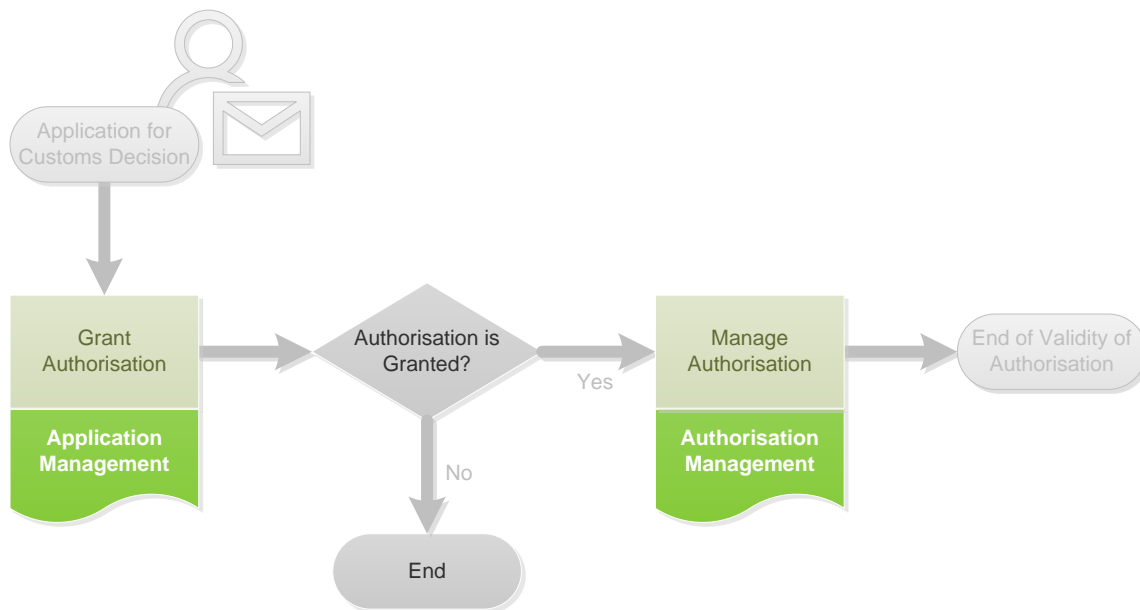 Application for
Customs Decision
Grant
Authorisation
Application
Management
Authorisation is
Granted?
Yes
No
End
Manage
Authorisation
Authorisation
Management
End of Validity of
Authorisation